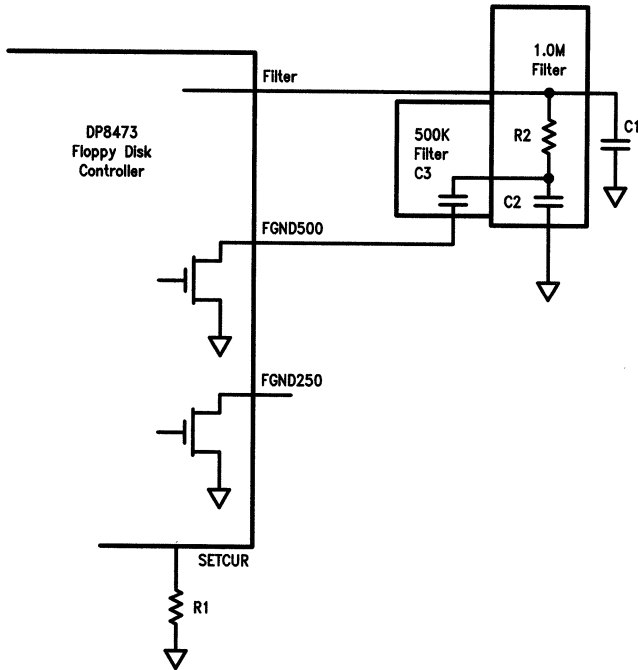 Filter
1.0M
Filter
DP8473
Floppy Disk
Controller
500K
Filter
C3
R2
C1
C2
FGND500
FGND250
SETCUR
R1